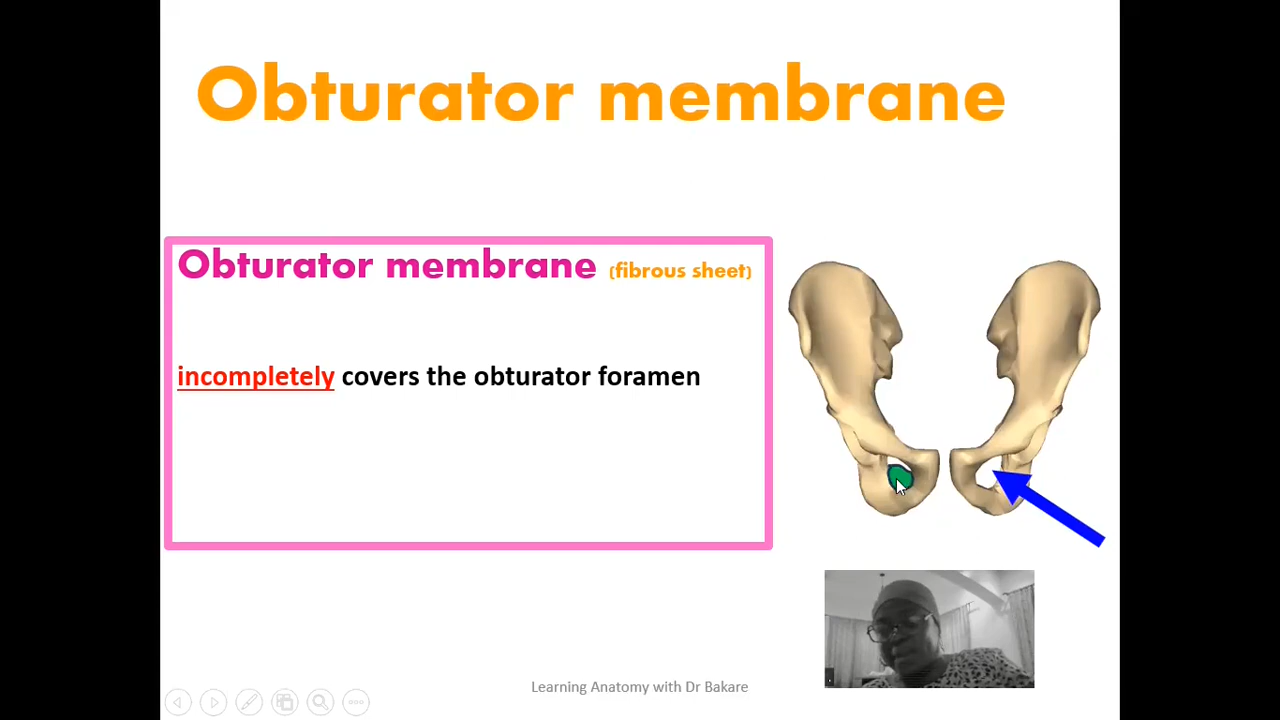 Obturator membrane
Obturator membrane (fibrous sheet)
incompletely covers the obturator foramen
Learning Anatomy with Dr Bakare